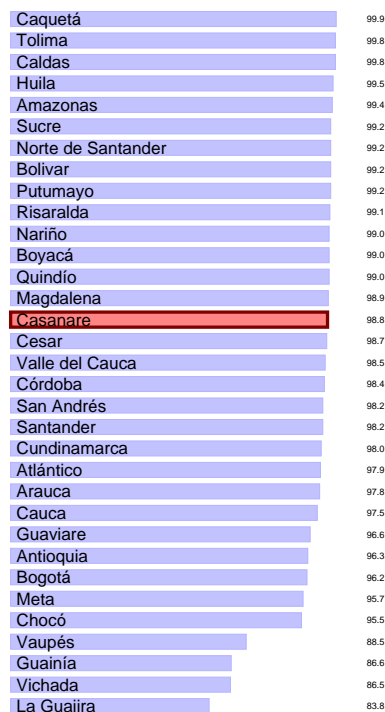 Caquetá 99.9
Tolima 99.8
Caldas 99.8
Huila 99.5
Amazonas 99.4
Sucre 99.2
Norte de Santander 99.2
Bolivar 99.2
Putumayo 99.2
Risaralda 99.1
Nariño 99.0
Boyacá 99.0
Quindío 99.0
Magdalena 98.9
Casanare 98.8
Cesar 98.7
Valle del Cauca 98.5
Córdoba 98.4
San Andrés 98.2
Santander 98.2
Cundinamarca 98.0
Atlántico 97.9
Arauca 97.8
Cauca 97.5
Guaviare 96.6
Antioquia 96.3
Bogotá 96.2
Meta 95.7
Chocó 95.5
Vaupés 88.5
Guainía 86.6
Vichada 86.5
La Guajira 83.8